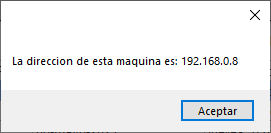 La direccion de esta maquina es: 192.168.0.8
Aceptar